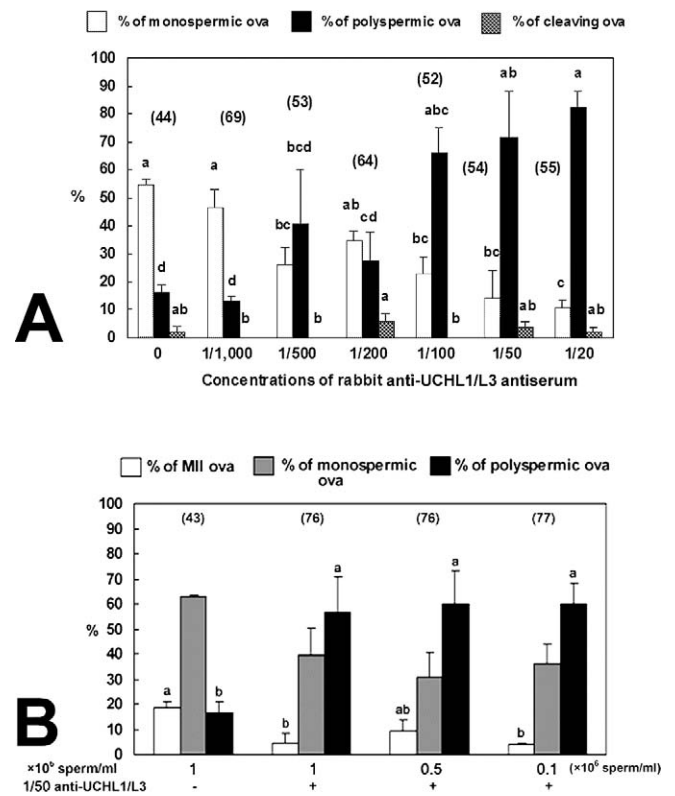 % of monospermic ova % of polyspermic ova % of cleaving ova
100
90
80
70
60
50
40
30
20
10
0
%
(44) (69) (53) (64) (52) (54) (55)
a d ab
a d b
bc bcd b
ab cd a
bc abc b
bc ab ab
c a ab
0 1/1,000 1/500 1/200 1/100 1/50 1/20
Concentrations of rabbit anti-UCHL1/L3 antiserum
A
% of MII ova % of monospermic ova % of polyspermic ova
100
90
80
70
60
50
40
30
20
10
0
%
(43) (76) (76) (77)
a b
b a
ab a
b a
×10⁶ sperm/ml 1 1 0.5 0.1 (×10⁶ sperm/ml)
1/50 anti-UCHL1/L3 - + + +
B